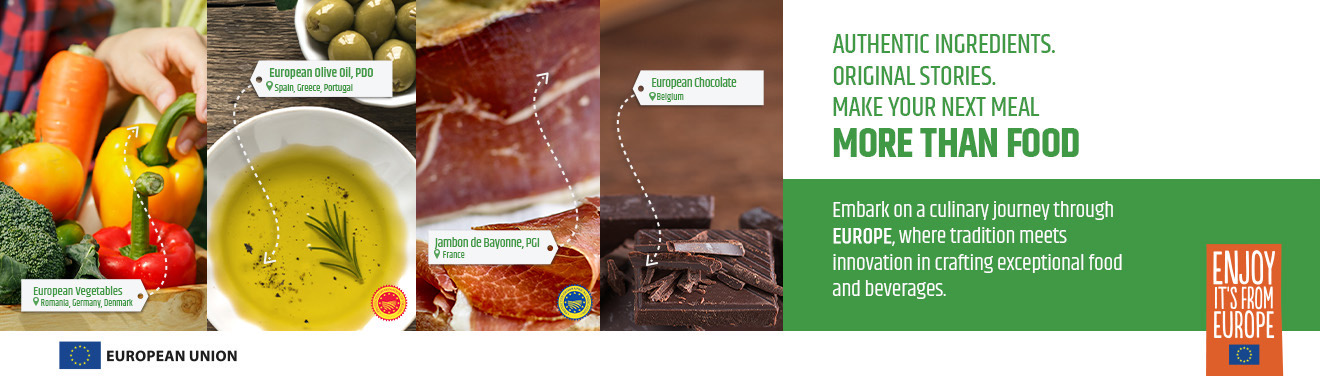 European Vegetables
Romania, Germany, Denmark
European Olive Oil, PDO
Spain, Greece, Portugal
Jambon de Bayonne, PGI
France
European Chocolate
Belgium
AUTHENTIC INGREDIENTS.
ORIGINAL STORIES.
MAKE YOUR NEXT MEAL
MORE THAN FOOD
Embark on a culinary journey through
EUROPE, where tradition meets
innovation in crafting exceptional food
and beverages.
ENJOY
IT'S FROM
EUROPE
EUROPEAN UNION